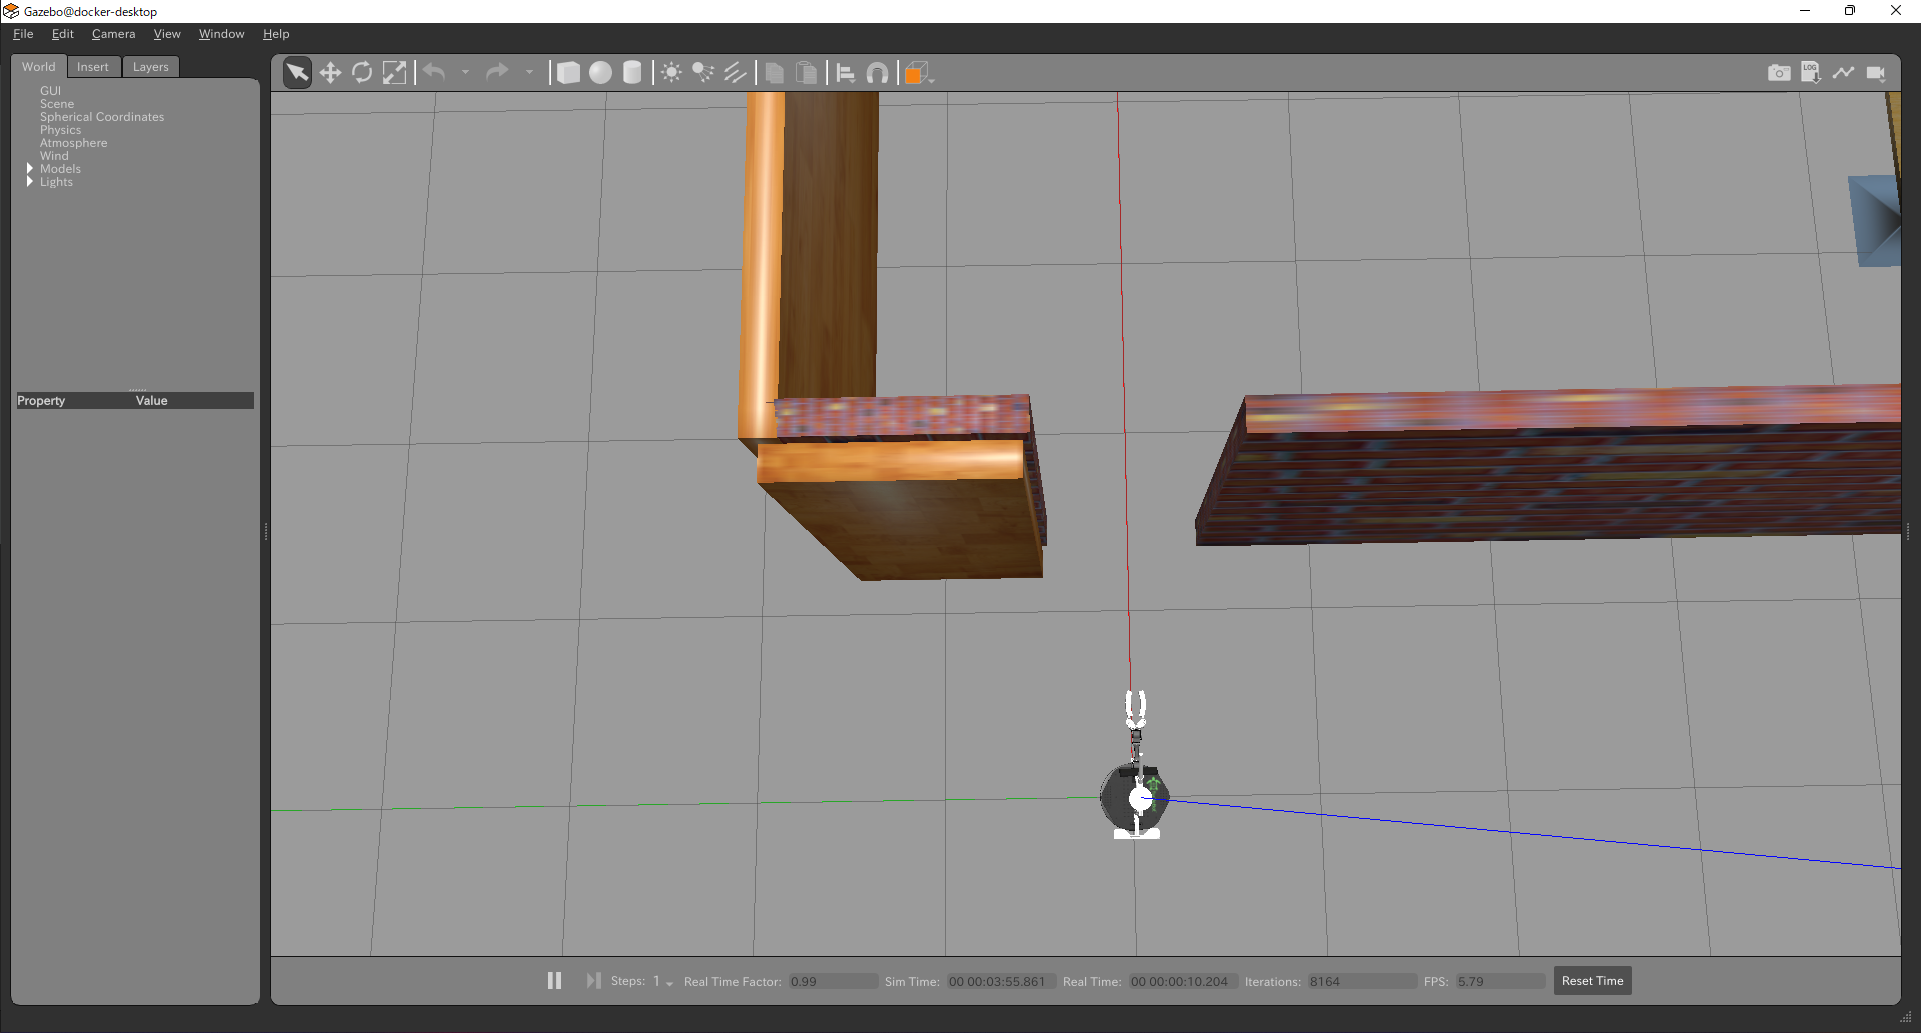 Gazebo@docker-desktop
File Edit Camera View Window Help
World Insert Layers
LOG
GUI
Scene
Spherical Coordinates
Physics
Atmosphere
Wind
Models
Lights
Property Value
Steps: 1 Real Time Factor: 0.99 Sim Time: 00 00:03:55.861 Real Time: 00 00:00:10.204 Iterations: 8164 FPS: 5.79 Reset Time